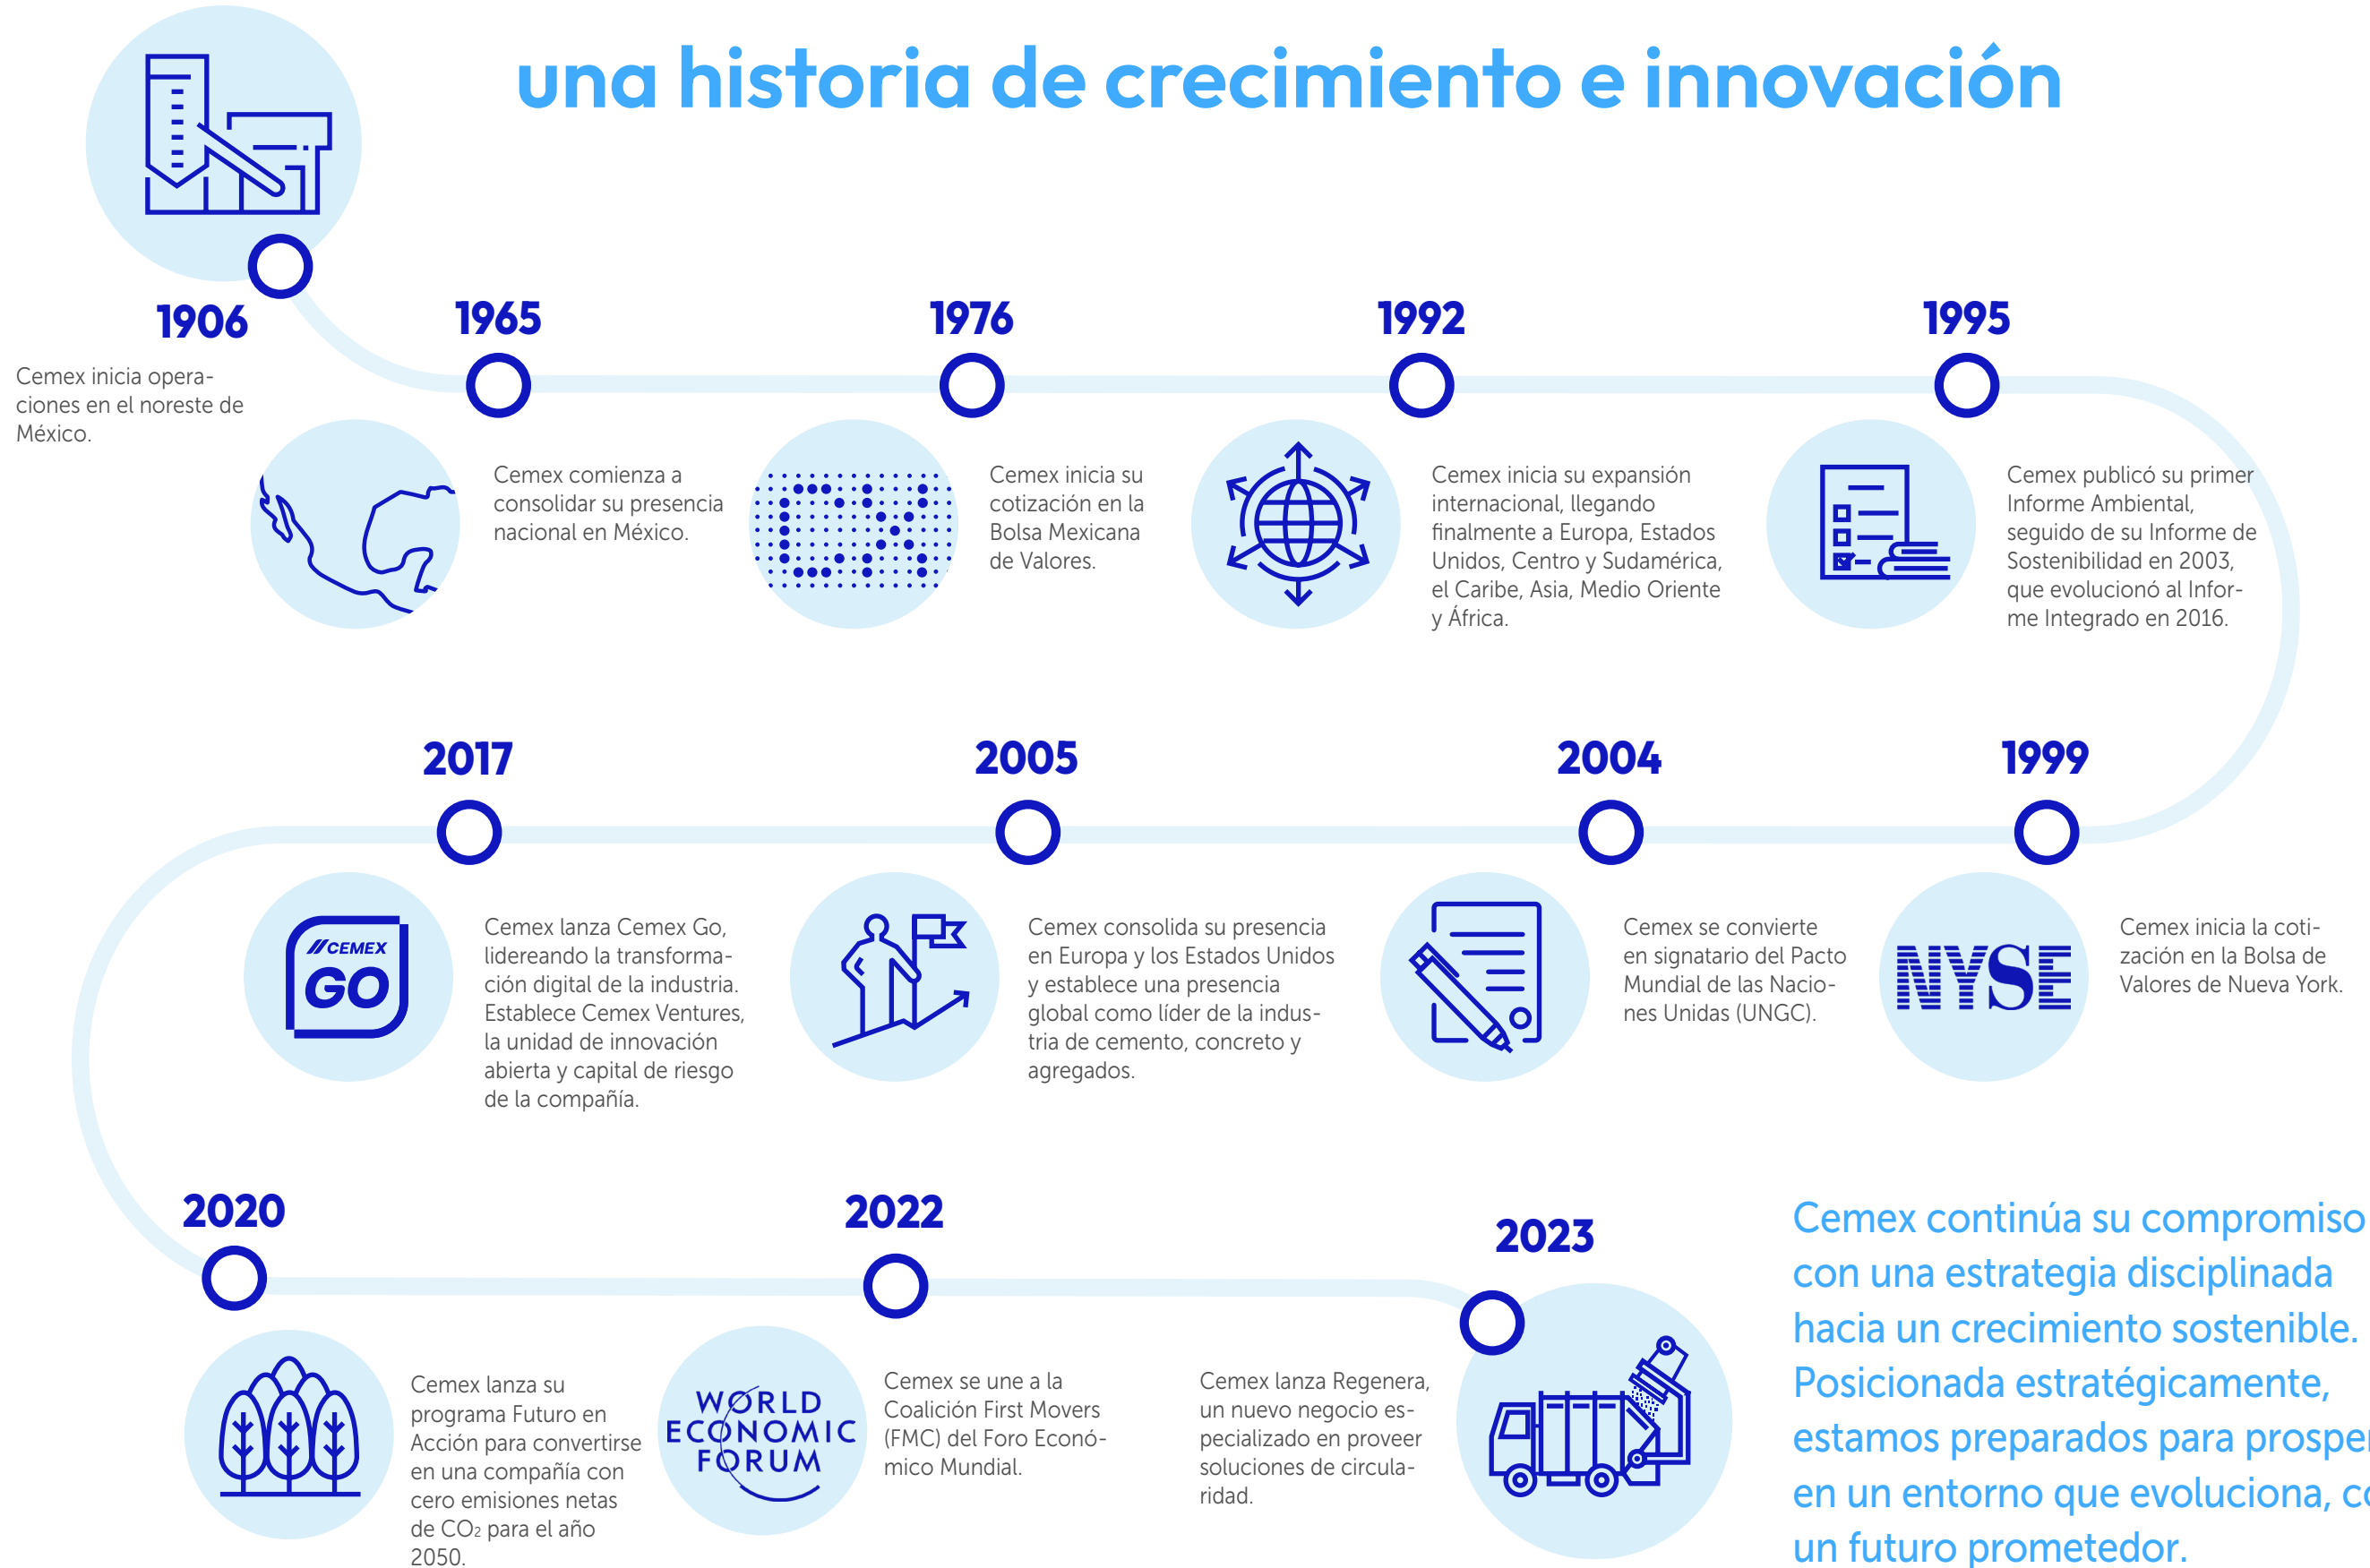 una historia de crecimiento e innovación
1906
Cemex inicia opera-
ciones en el noreste de
México.
1965
Cemex comienza a
consolidar su presencia
nacional en México.
1976
CX
Cemex inicia su
cotización en la
Bolsa Mexicana
de Valores.
1992
Cemex inicia su expansión
internacional, llegando
finalmente a Europa, Estados
Unidos, Centro y Sudamérica,
el Caribe, Asia, Medio Oriente
y África.
1995
Cemex publicó su primer
Informe Ambiental,
seguido de su Informe de
Sostenibilidad en 2003,
que evolucionó al Infor-
me Integrado en 2016.
1999
NYSE
Cemex inicia la coti-
zación en la Bolsa de
Valores de Nueva York.
2004
Cemex se convierte
en signatario del Pacto
Mundial de las Nacio-
nes Unidas (UNGC).
2005
Cemex consolida su presencia
en Europa y los Estados Unidos
y establece una presencia
global como líder de la indus-
tria de cemento, concreto y
agregados.
2017
CEMEX
GO
Cemex lanza Cemex Go,
lidereando la transforma-
ción digital de la industria.
Establece Cemex Ventures,
la unidad de innovación
abierta y capital de riesgo
de la compañía.
2020
Cemex lanza su
programa Futuro en
Acción para convertirse
en una compañía con
cero emisiones netas
de CO₂ para el año
2050.
2022
WORLD
ECONOMIC
FORUM
Cemex se une a la
Coalición First Movers
(FMC) del Foro Econó-
mico Mundial.
2023
Cemex lanza Regenera,
un nuevo negocio es-
pecializado en proveer
soluciones de circula-
ridad.
Cemex continúa su compromiso
con una estrategia disciplinada
hacia un crecimiento sostenible.
Posicionada estratégicamente,
estamos preparados para
en un entorno que evoluciona,
un futuro prometedor.